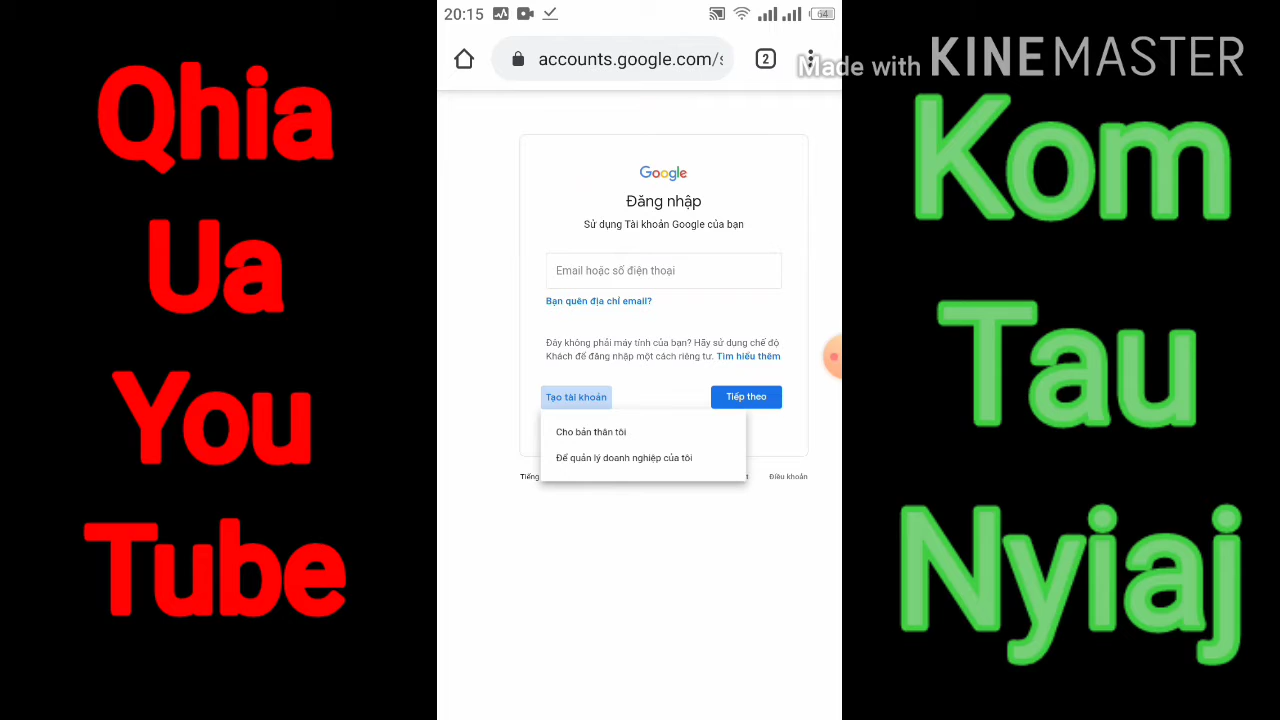 Qhia
Ua
You
Tube
20:15
64
accounts.google.com/s
2
Made with KINEMASTER
Google
Đăng nhập
Sử dụng Tài khoản Google của bạn
Email hoặc số điện thoại
Bạn quên địa chỉ email?
Đây không phải máy tính của bạn? Hãy sử dụng chế độ
Khách để đăng nhập một cách riêng tư. Tìm hiểu thêm
Tạo tài khoản
Tiếp theo
Cho bản thân tôi
Để quản lý doanh nghiệp của tôi
Tiếng
Điều khoản
Kom
Tau
Nyiaj